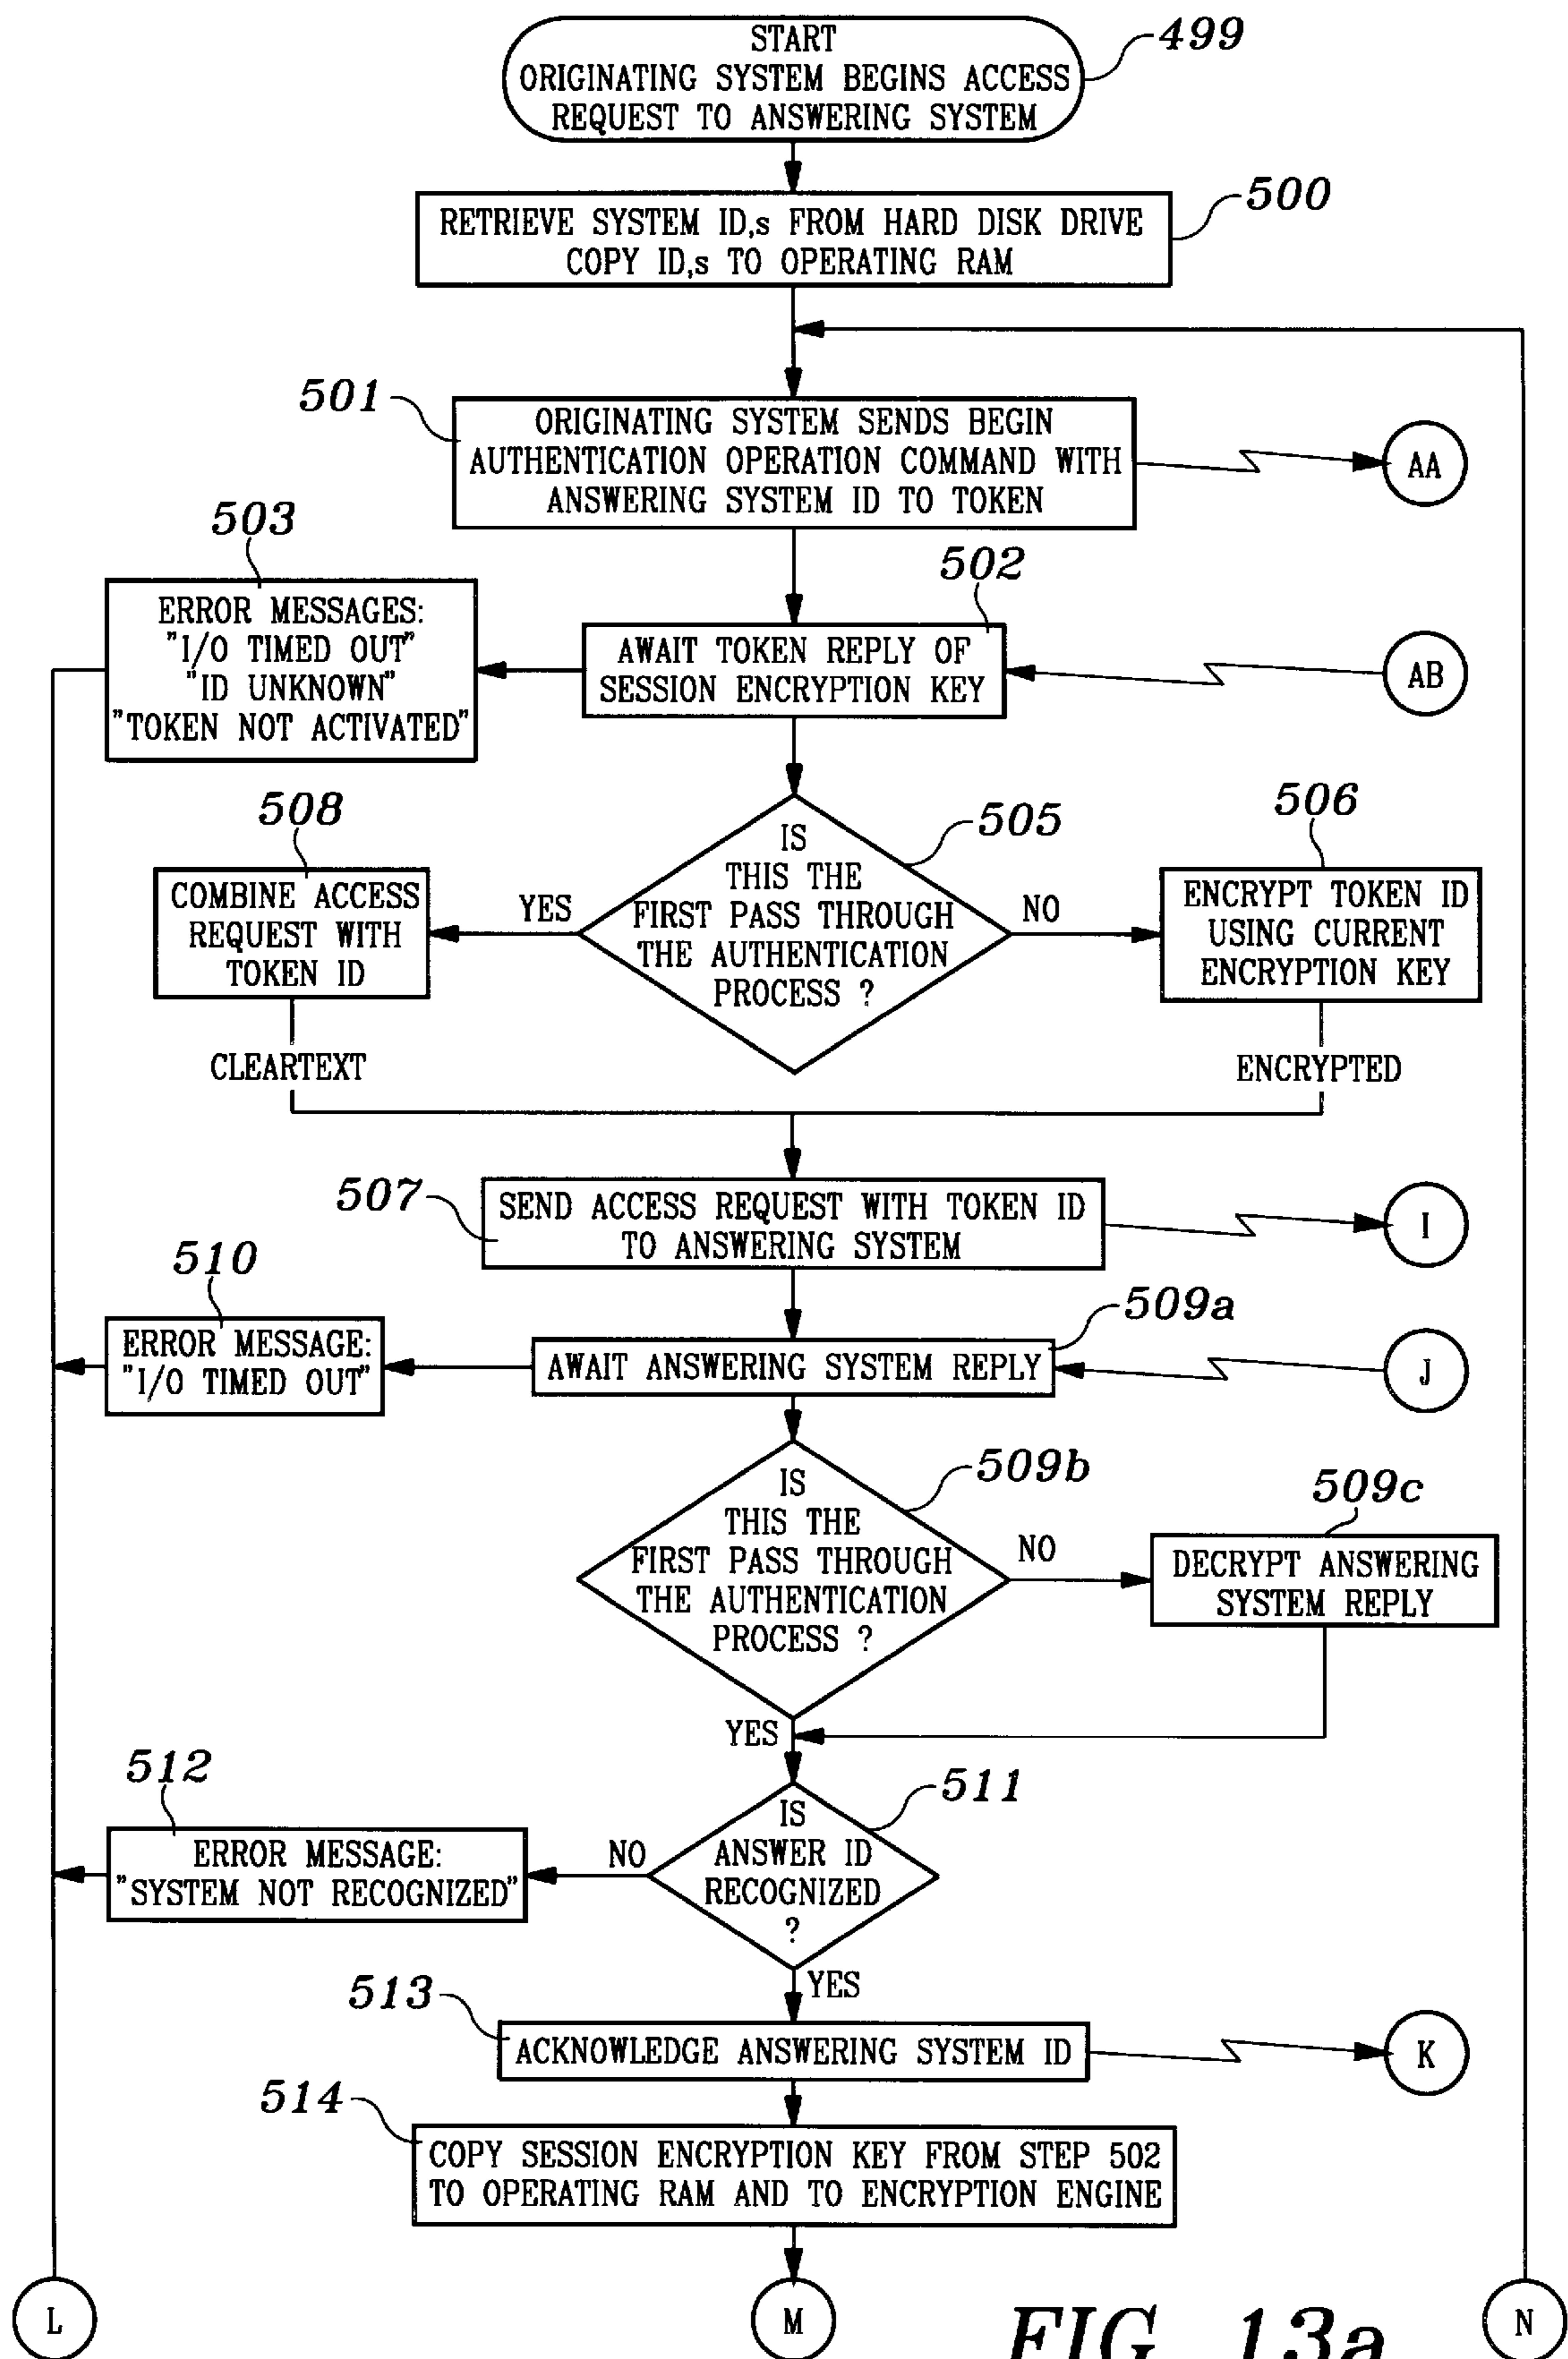 START
ORIGINATING SYSTEM BEGINS ACCESS
REQUEST TO ANSWERING SYSTEM
499
RETRIEVE SYSTEM ID,s FROM HARD DISK DRIVE
COPY ID,s TO OPERATING RAM
500
501
ORIGINATING SYSTEM SENDS BEGIN
AUTHENTICATION OPERATION COMMAND WITH
ANSWERING SYSTEM ID TO TOKEN
AA
503
ERROR MESSAGES:
"I/O TIMED OUT"
"ID UNKNOWN"
"TOKEN NOT ACTIVATED"
502
AWAIT TOKEN REPLY OF
SESSION ENCRYPTION KEY
AB
508
COMBINE ACCESS
REQUEST WITH
TOKEN ID
YES
IS
THIS THE
FIRST PASS THROUGH
THE AUTHENTICATION
PROCESS ?
505
NO
506
ENCRYPT TOKEN ID
USING CURRENT
ENCRYPTION KEY
CLEARTEXT
ENCRYPTED
507
SEND ACCESS REQUEST WITH TOKEN ID
TO ANSWERING SYSTEM
I
510
ERROR MESSAGE:
"I/O TIMED OUT"
509a
AWAIT ANSWERING SYSTEM REPLY
J
IS
THIS THE
FIRST PASS THROUGH
THE AUTHENTICATION
PROCESS ?
509b
NO
509c
DECRYPT ANSWERING
SYSTEM REPLY
YES
512
ERROR MESSAGE:
"SYSTEM NOT RECOGNIZED"
NO
IS
ANSWER ID
RECOGNIZED
?
511
YES
513
ACKNOWLEDGE ANSWERING SYSTEM ID
K
514
COPY SESSION ENCRYPTION KEY FROM STEP 502
TO OPERATING RAM AND TO ENCRYPTION ENGINE
L
M
N
FIG. 13a